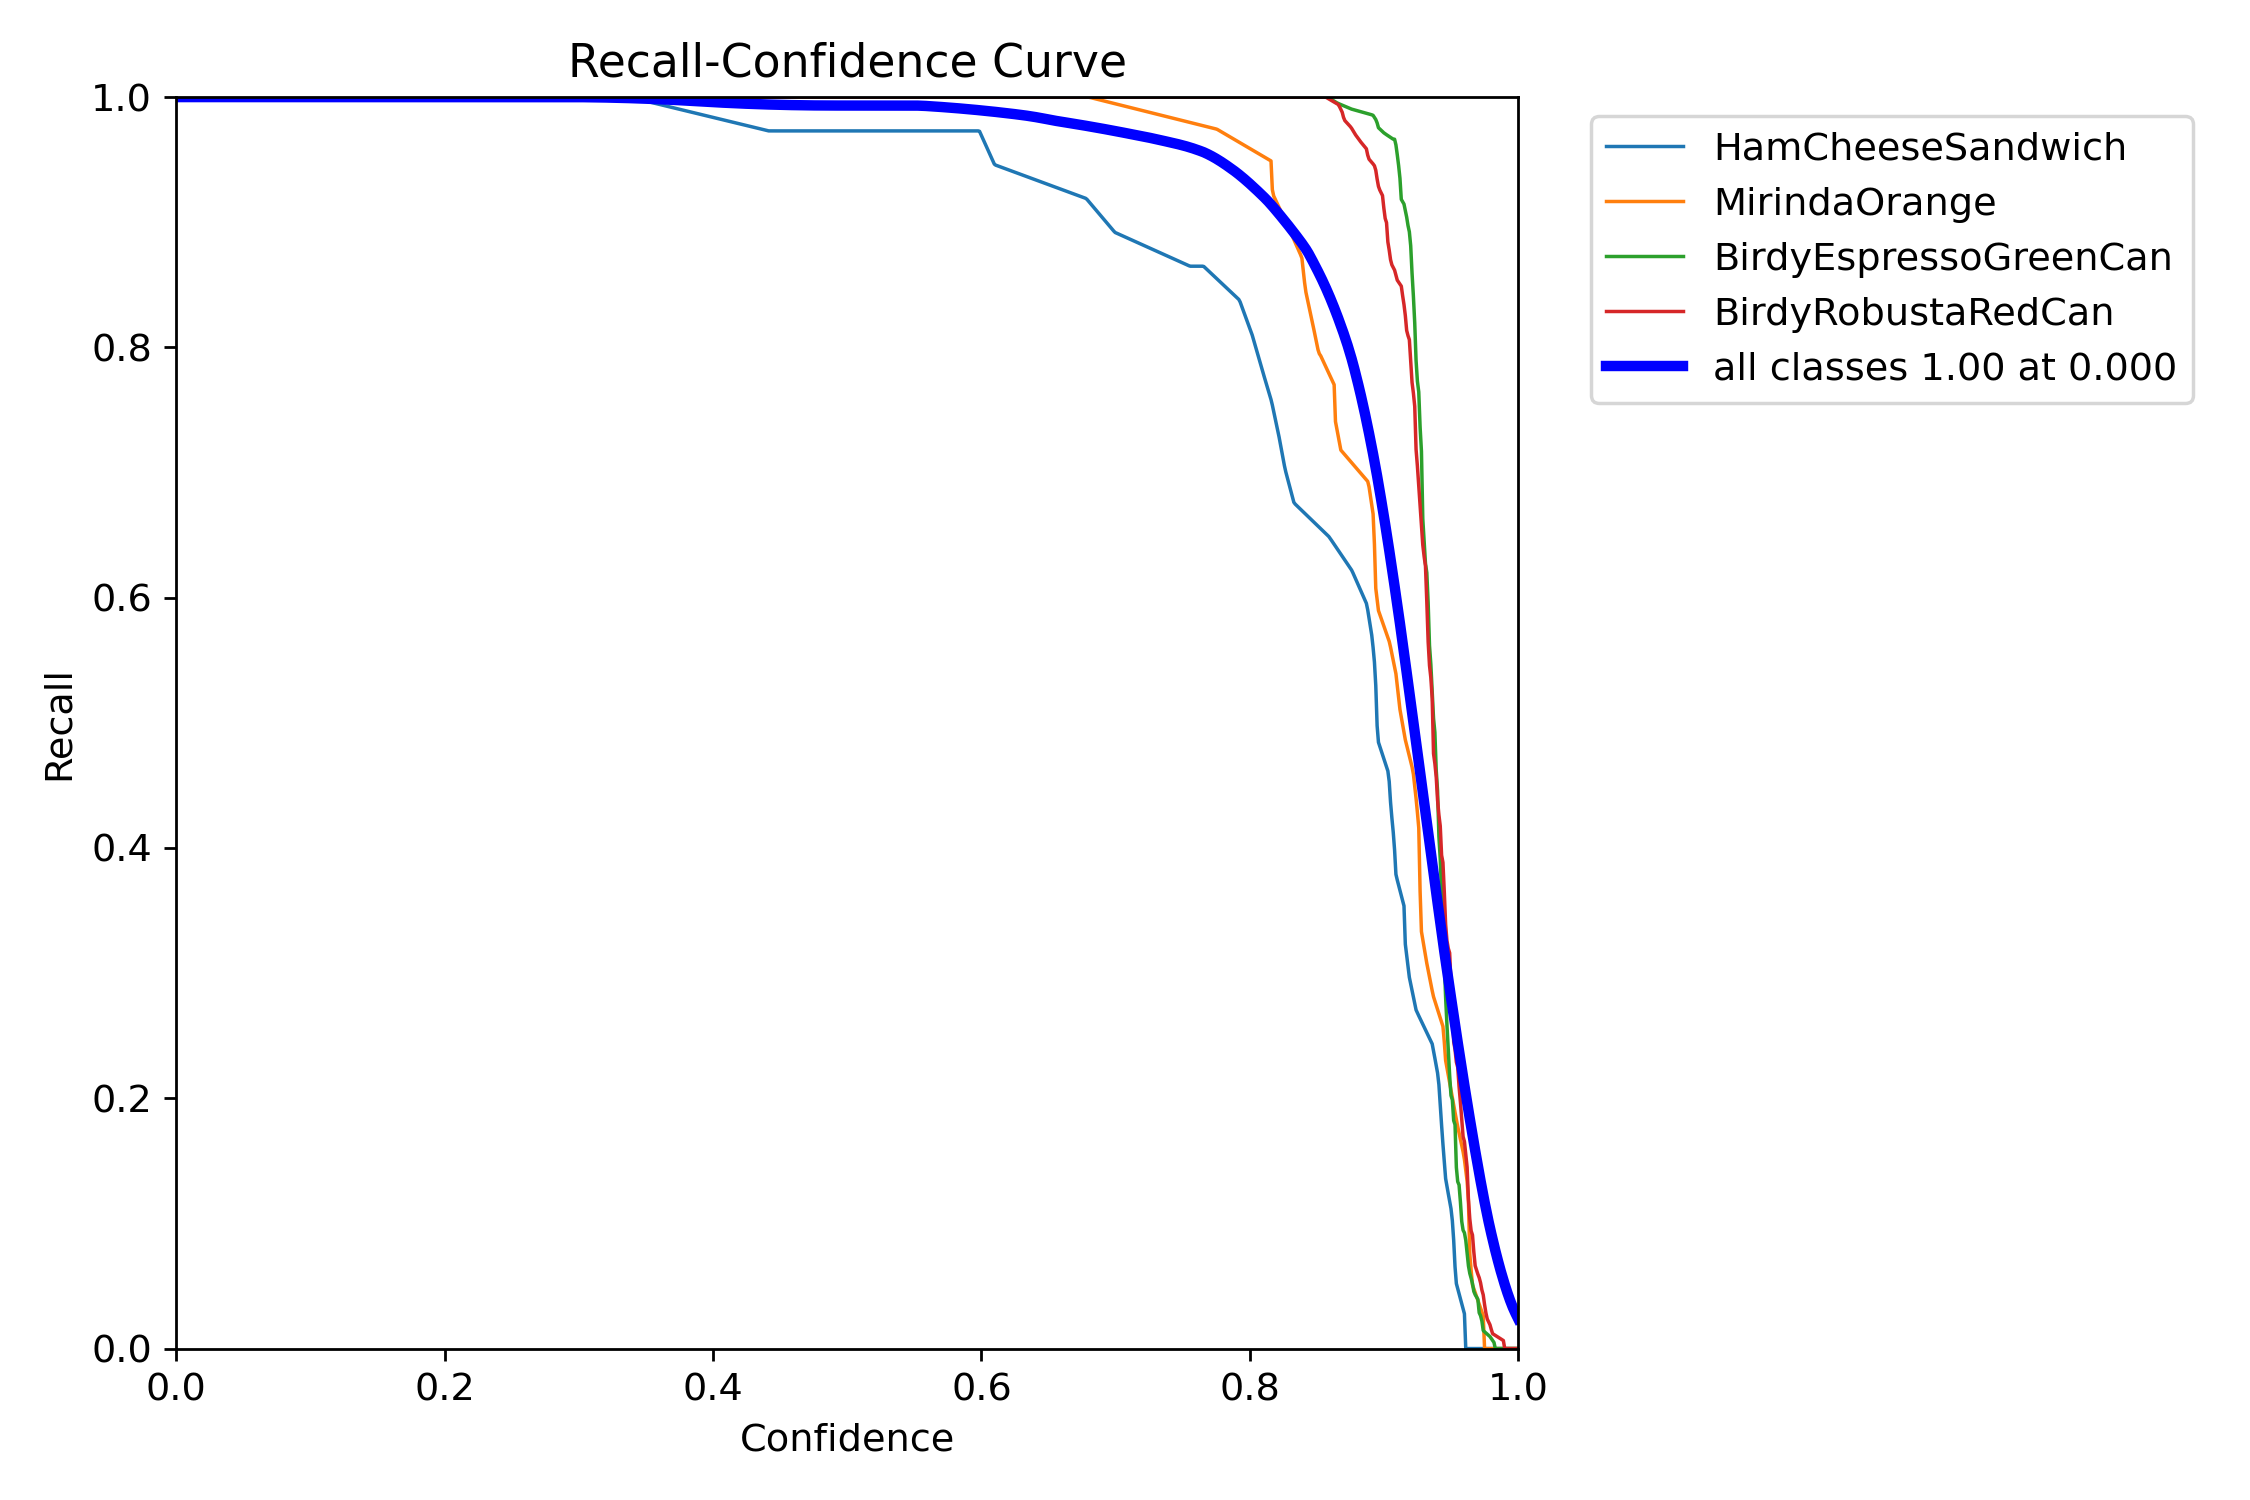 Recall-Confidence Curve
1.0
0.8
0.6
0.4
0.2
0.0
Recall
0.0 0.2 0.4 0.6 0.8 1.0
Confidence
HamCheeseSandwich
MirindaOrange
BirdyEspressoGreenCan
BirdyRobustaRedCan
all classes 1.00 at 0.000